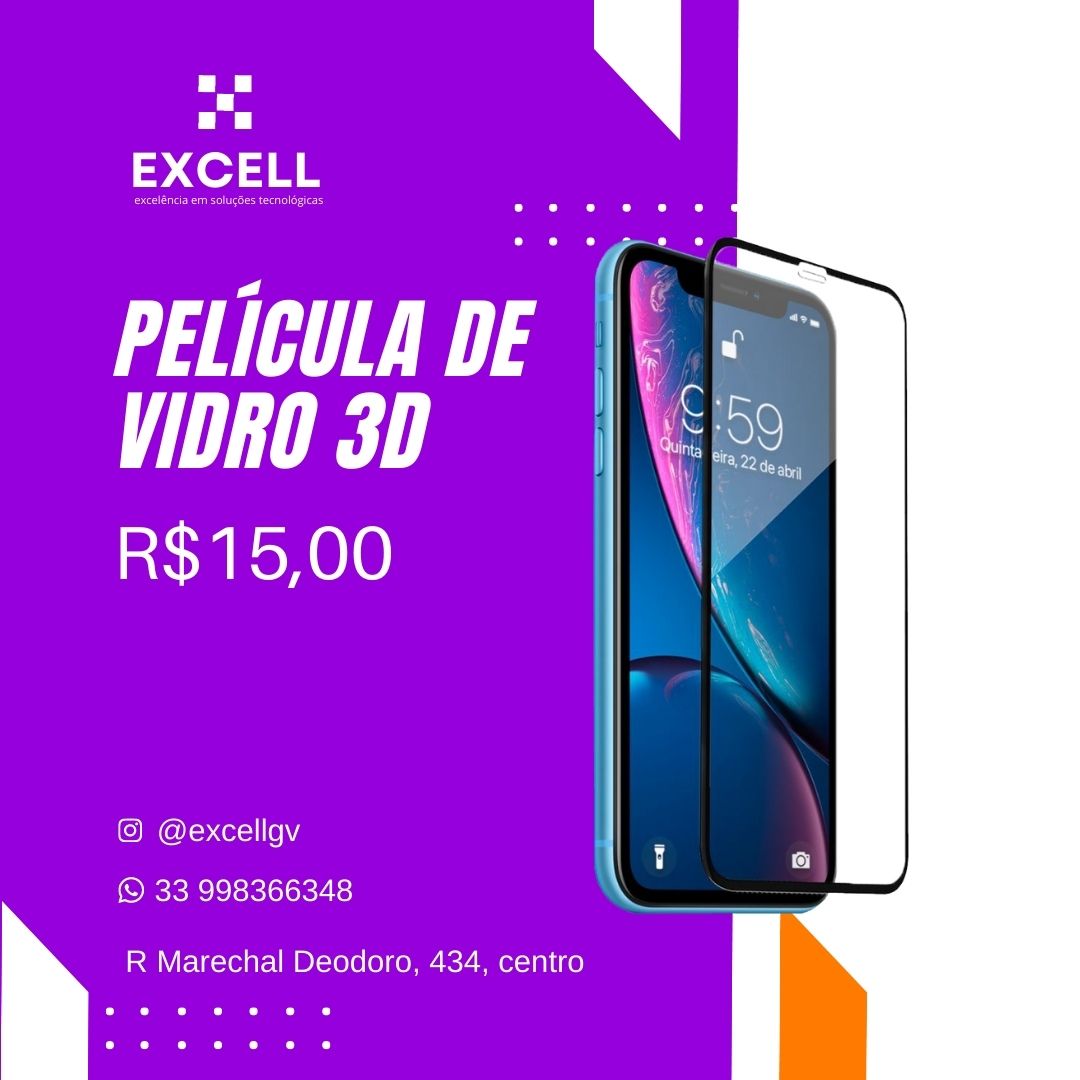 EXCELL
excelência em soluções tecnológicas
PELÍCULA DE
VIDRO 3D
R$15,00
9:59
Quinta-feira, 22 de abril
@excellgv
33 998366348
R Marechal Deodoro, 434, centro